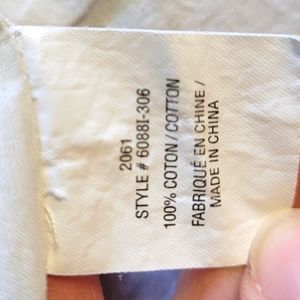 2061
STYLE # 6088I-306
100% COTON/COTTON
FABRIQUÉ EN CHINE /
MADE IN CHINA